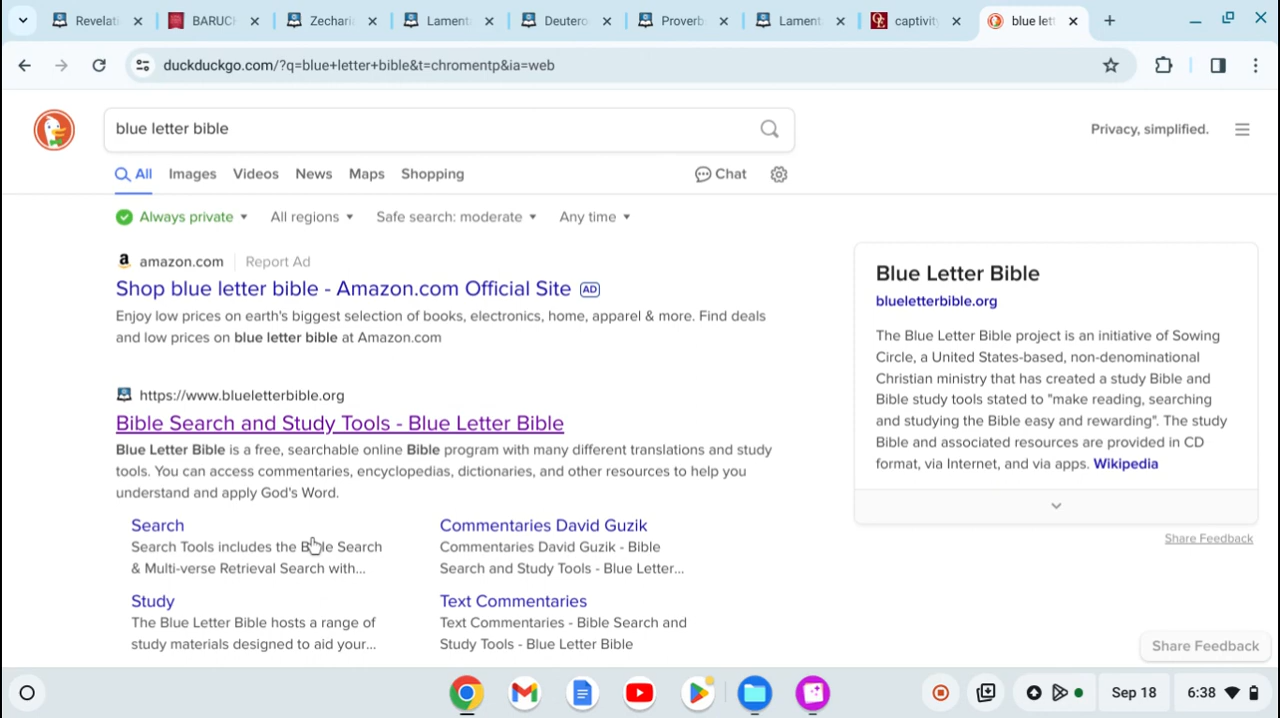 Revelati
BARUCH
Zechari
Lament
Deutero
Proverb
Lament
captivity
blue lett
duckduckgo.com/?q=blue+letter+bible&t=chromentp&ia=web
blue letter bible
Privacy, simplified.
All Images Videos News Maps Shopping Chat
Always private All regions Safe search: moderate Any time
amazon.com Report Ad
Shop blue letter bible - Amazon.com Official Site AD
Enjoy low prices on earth's biggest selection of books, electronics, home, apparel & more. Find deals
and low prices on blue letter bible at Amazon.com
https://www.blueletterbible.org
Bible Search and Study Tools - Blue Letter Bible
Blue Letter Bible is a free, searchable online Bible program with many different translations and study
tools. You can access commentaries, encyclopedias, dictionaries, and other resources to help you
understand and apply God's Word.
Search
Search Tools includes the Bible Search
& Multi-verse Retrieval Search with...
Commentaries David Guzik
Commentaries David Guzik - Bible
Search and Study Tools - Blue Letter...
Study
The Blue Letter Bible hosts a range of
study materials designed to aid your...
Text Commentaries
Text Commentaries - Bible Search and
Study Tools - Blue Letter Bible
Blue Letter Bible
blueletterbible.org
The Blue Letter Bible project is an initiative of Sowing
Circle, a United States-based, non-denominational
Christian ministry that has created a study Bible and
Bible study tools stated to "make reading, searching
and studying the Bible easy and rewarding". The study
Bible and associated resources are provided in CD
format, via Internet, and via apps. Wikipedia
Share Feedback
Share Feedback
Sep 18 6:38